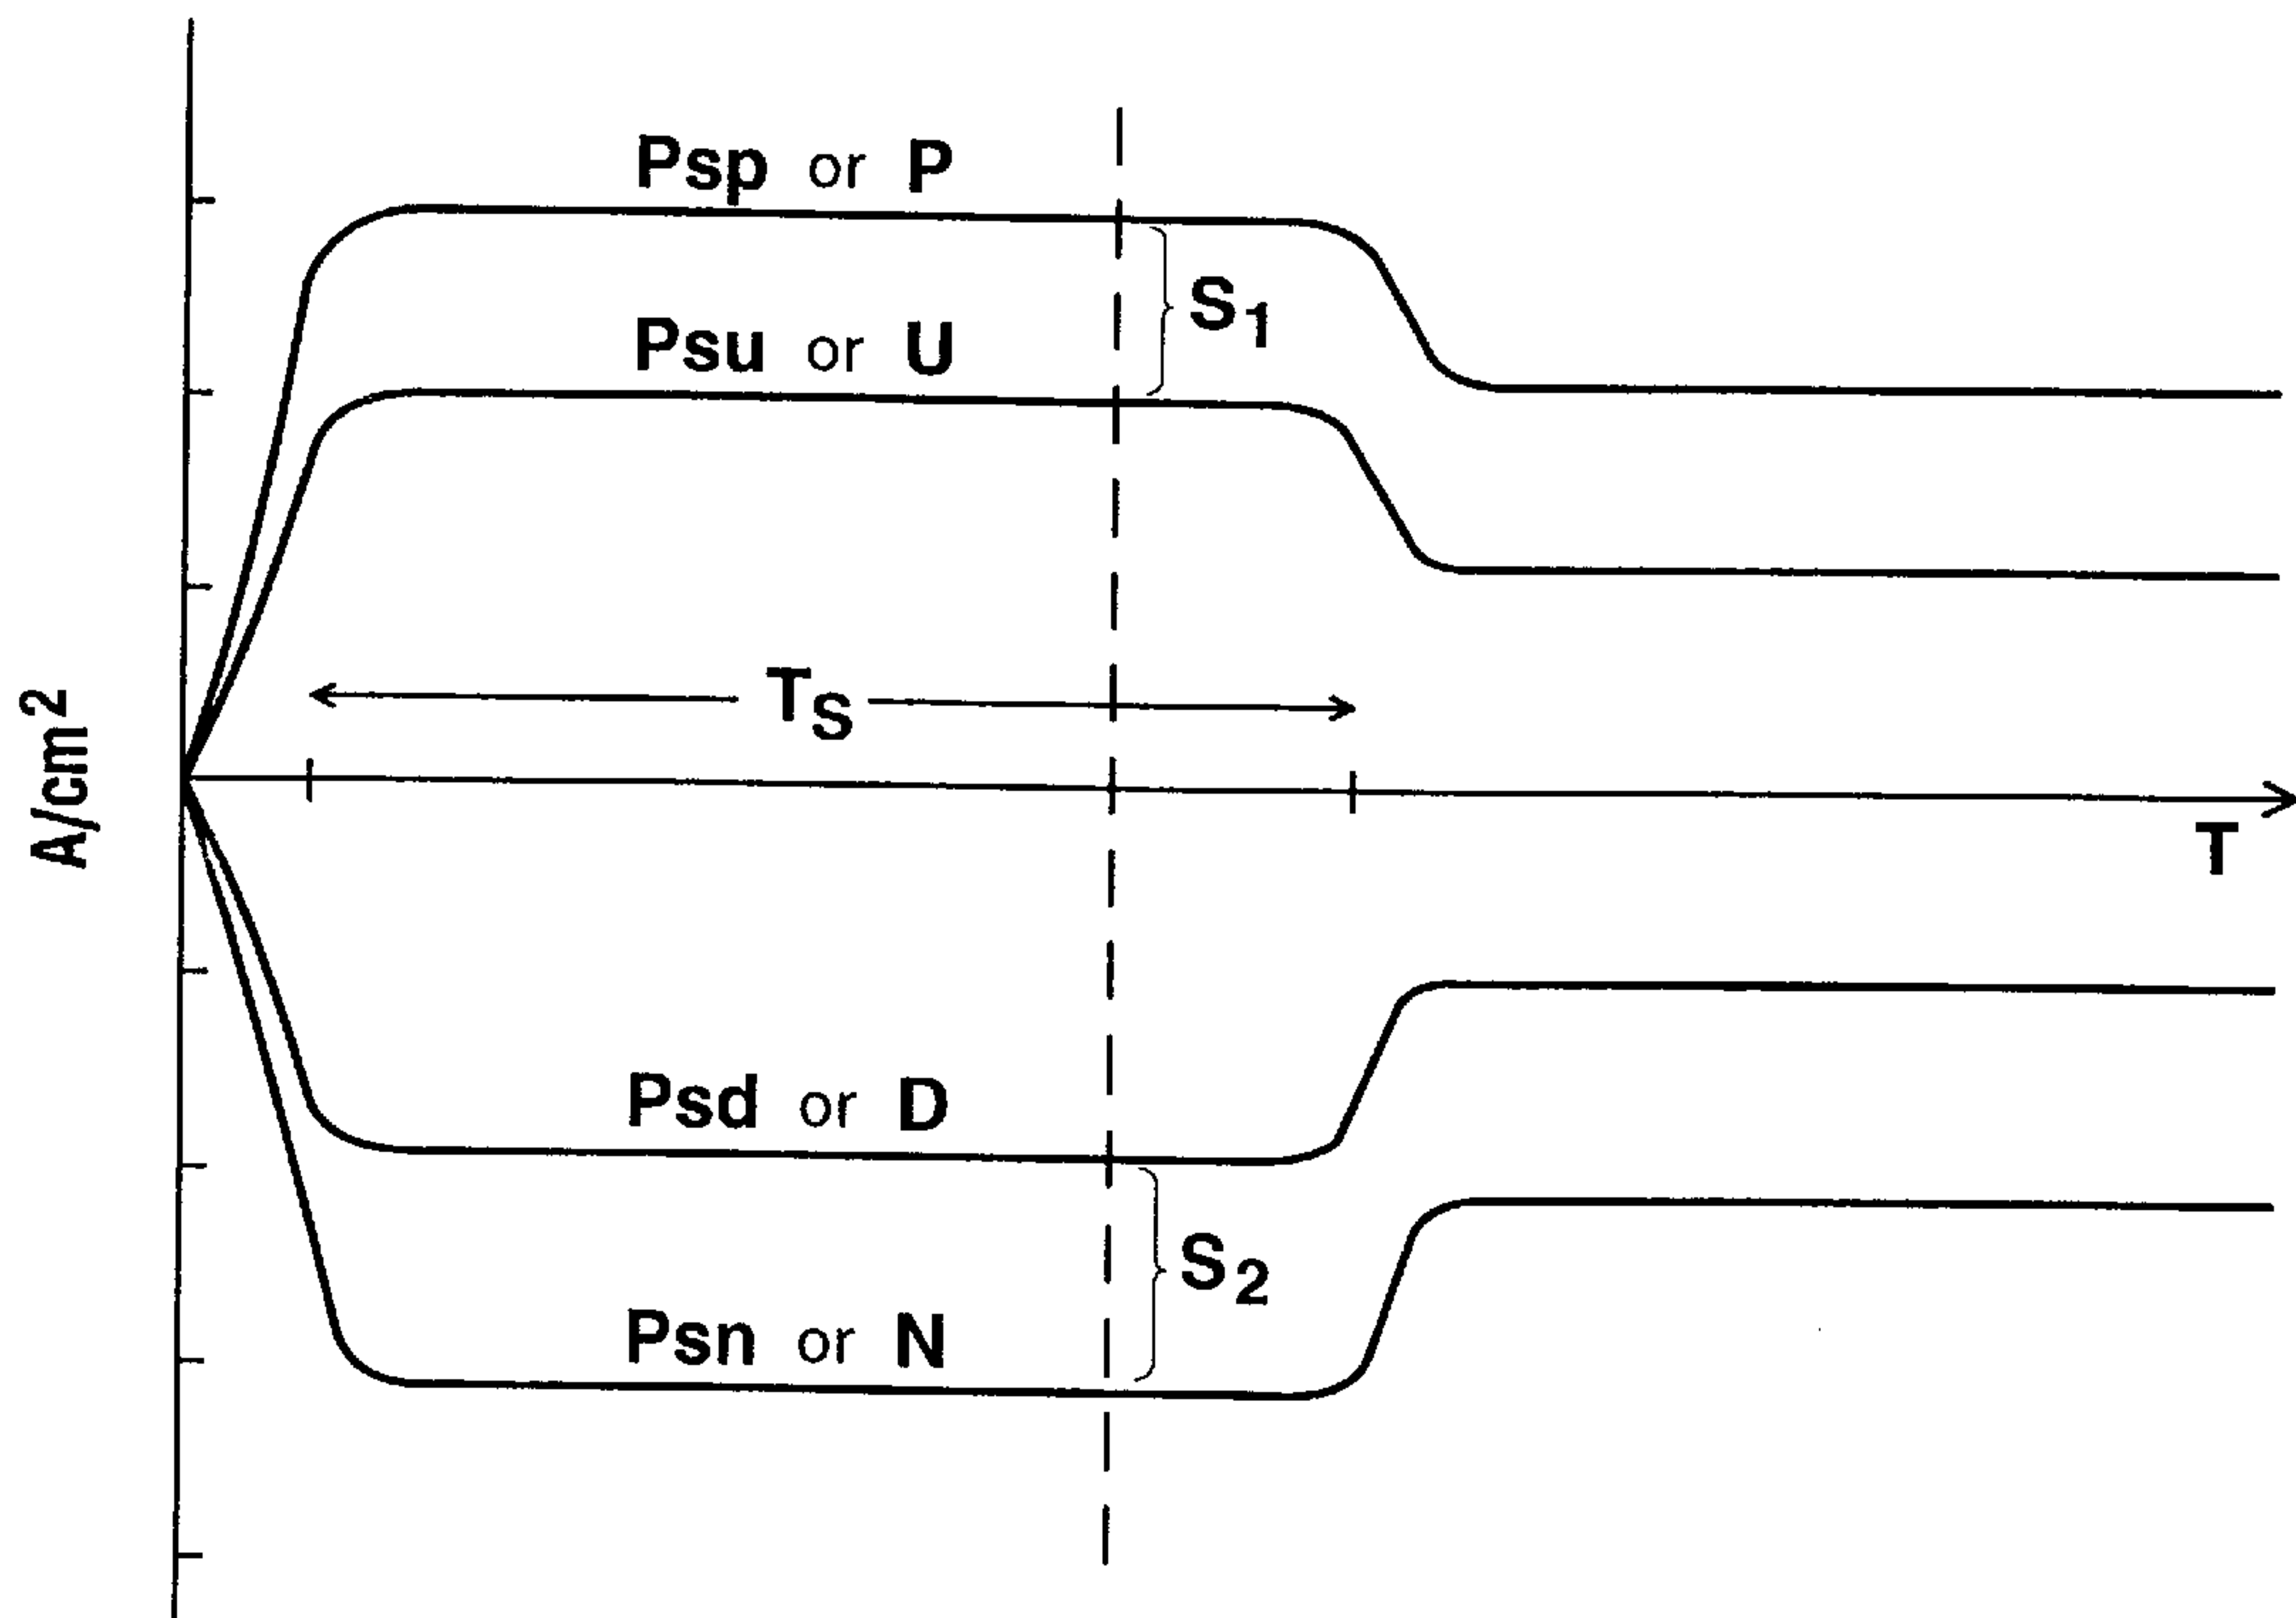 Psp or P
S1
Psu or U
TS
A/cm2
T
Psd or D
S2
Psn or N